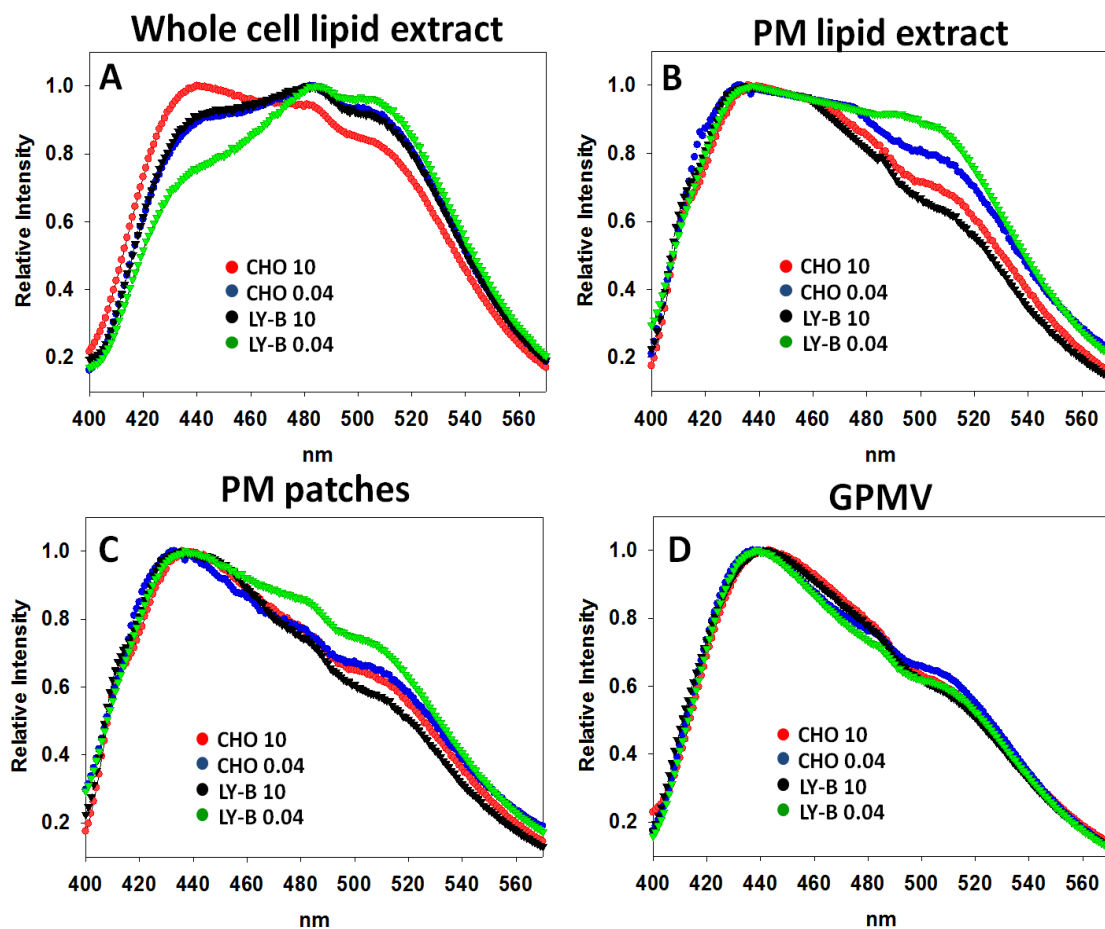 Whole cell lipid extract
PM lipid extract
A
B
Relative Intensity
1.0
0.8
0.6
0.4
0.2
CHO 10
CHO 0.04
LY-B 10
LY-B 0.04
400 420 440 460 480 500 520 540 560
nm
Relative Intensity
1.0
0.8
0.6
0.4
0.2
CHO 10
CHO 0.04
LY-B 10
LY-B 0.04
400 420 440 460 480 500 520 540 560
nm
PM patches
GPMV
C
D
Relative Intensity
1.0
0.8
0.6
0.4
0.2
CHO 10
CHO 0.04
LY-B 10
LY-B 0.04
400 420 440 460 480 500 520 540 560
nm
Relative Intensity
1.0
0.8
0.6
0.4
0.2
CHO 10
CHO 0.04
LY-B 10
LY-B 0.04
400 420 440 460 480 500 520 540 560
nm